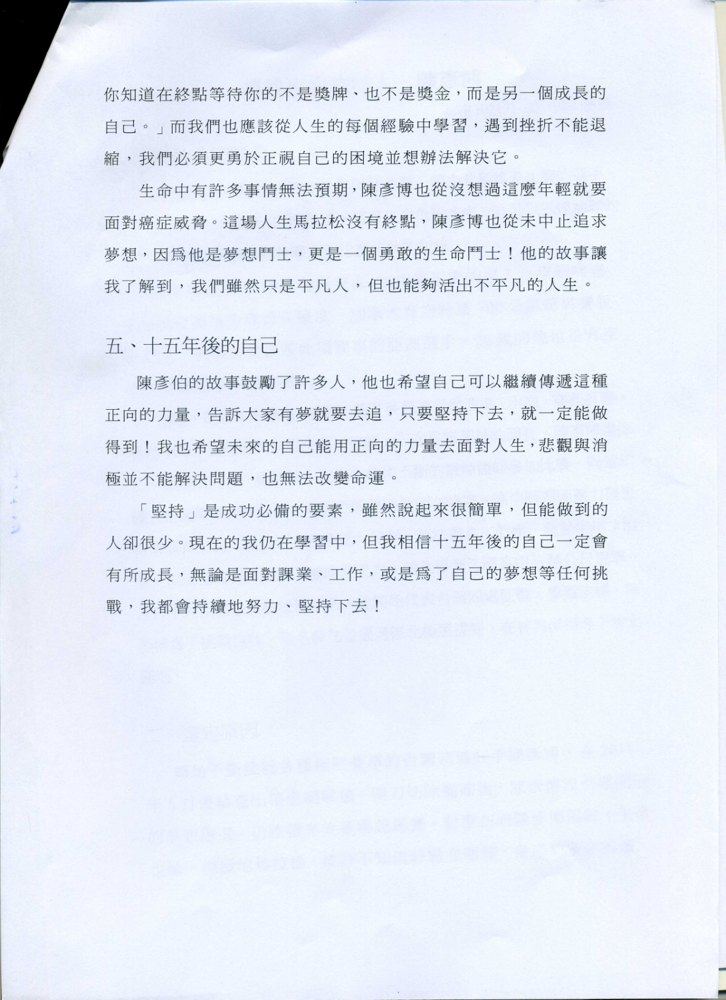 你知道在終點等待你的不是獎牌、也不是獎金，而是另一個成長的
自己。」而我們也應該從人生的每個經驗中學習，遇到挫折不能退
縮，我們必須更勇於正視自己的困境並想辦法解決它。
生命中有許多事情無法預期，陳彥博也從沒想過這麼年輕就要
面對癌症威脅。這場人生馬拉松沒有終點，陳彥博也從未中止追求
夢想，因爲他是夢想鬥士，更是一個勇敢的生命鬥士！他的故事讓
我了解到，我們雖然只是平凡人，但也能夠活出不平凡的人生。
五、十五年後的自己
陳彥伯的故事鼓勵了許多人，他也希望自己可以繼續傳遞這種
正向的力量，告訴大家有夢就要去追，只要堅持下去，就一定能做
得到！我也希望未來的自己能用正向的力量去面對人生，悲觀與消
極並不能解決問題，也無法改變命運。
「堅持」是成功必備的要素，雖然說起來很簡單，但能做到的
人卻很少。現在的我仍在學習中，但我相信十五年後的自己一定會
有所成長，無論是面對課業、工作，或是爲了自己的夢想等任何挑
戰，我都會持續地努力、堅持下去！